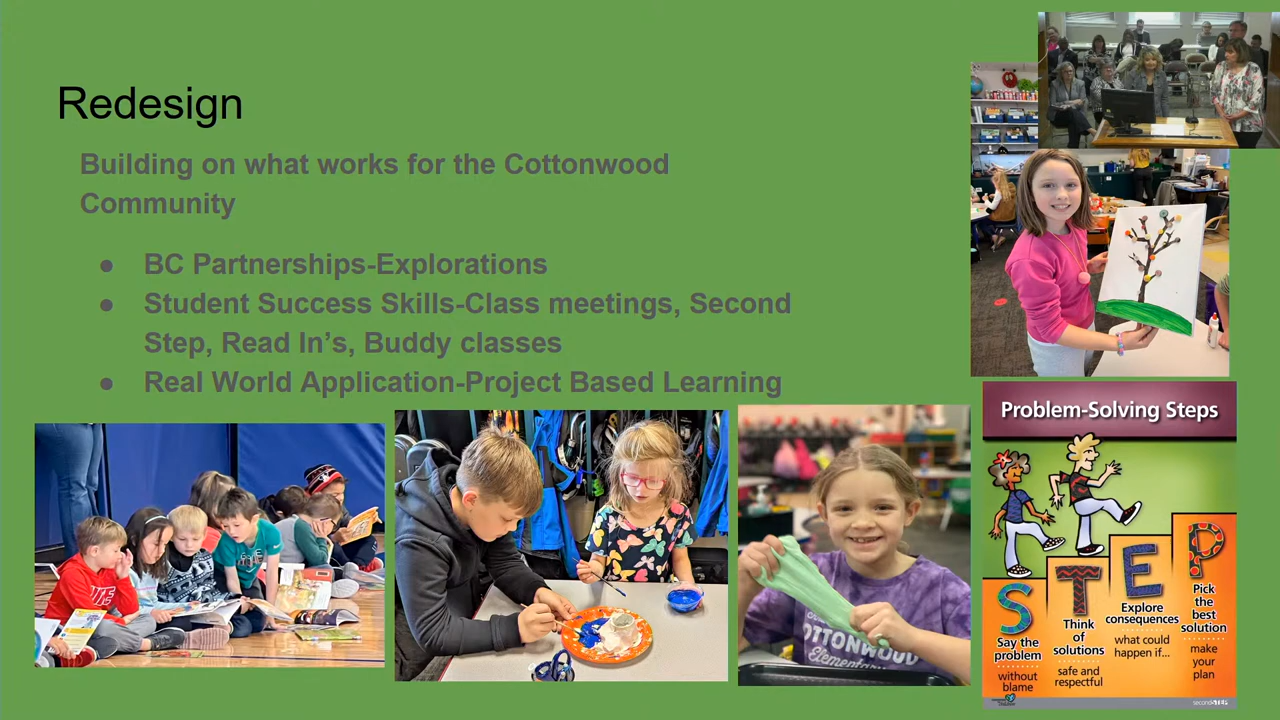 Redesign
Building on what works for the Cottonwood
Community
● BC Partnerships-Explorations
● Student Success Skills-Class meetings, Second
Step, Read In's, Buddy classes
● Real World Application-Project Based Learning
OTTONWOOD
Elementary
Problem-Solving Steps
STEP
Say the
problem
without
blame
Think
of
solutions
safe and
respectful
Explore
consequences
what could
happen if...
Pick
the
best
solution
make
your
plan
secondSTEP